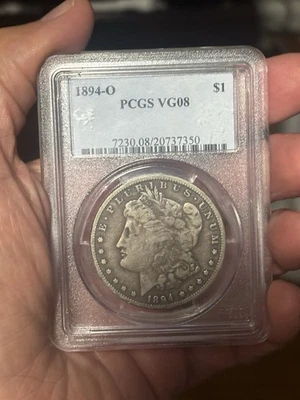 1894-O $1
PCGS VG08
7230.08/20737350
E·PLURIBUS·UNUM
1894